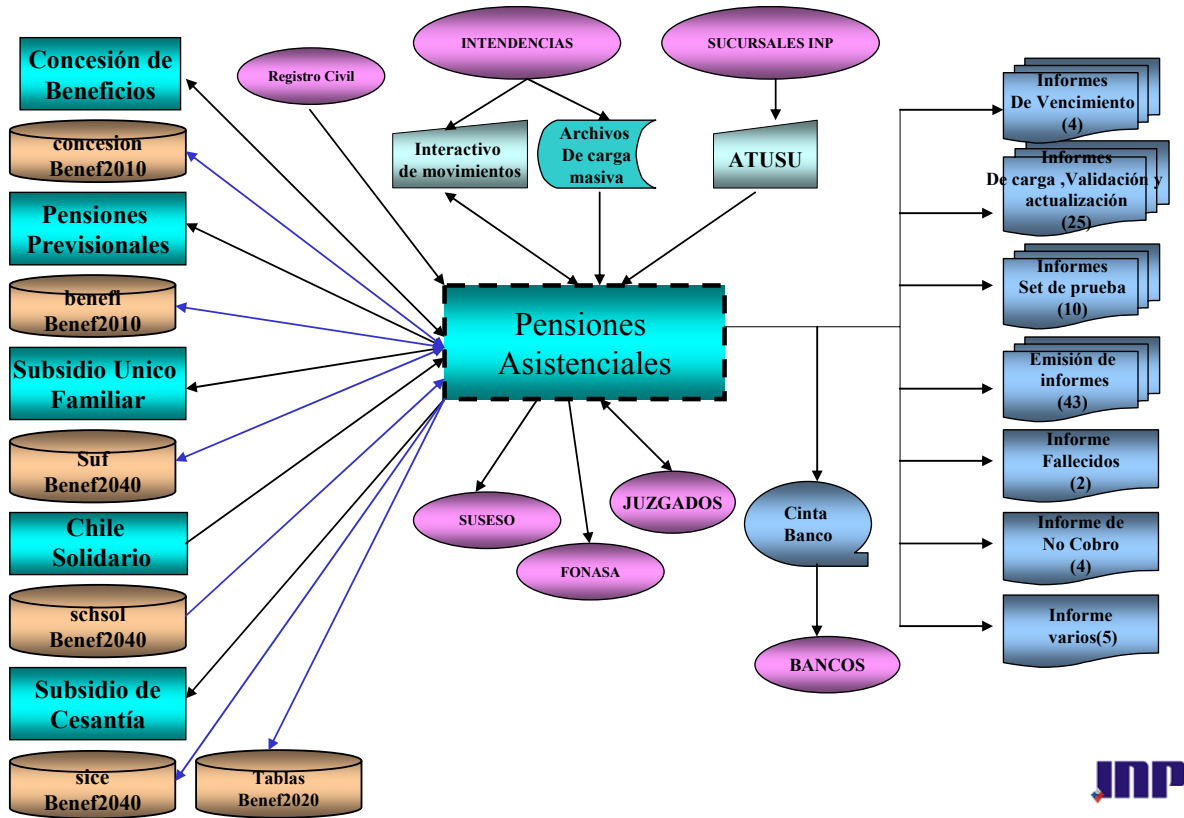 Concesión de
Beneficios
concesión
Benef2010
Pensiones
Previsionales
benefi
Benef2010
Subsidio Unico
Familiar
Suf
Benef2040
Chile
Solidario
schsol
Benef2040
Subsidio de
Cesantía
sice
Benef2040
Tablas
Benef2020
Registro Civil
INTENDENCIAS
SUCURSALES INP
Interactivo
de movimientos
Archivos
De carga
masiva
ATUSU
Pensiones
Asistenciales
SUSESO
FONASA
JUZGADOS
Cinta
Banco
BANCOS
Informes
De Vencimiento
(4)
Informes
De carga ,Validación y
actualización
(25)
Informes
Set de prueba
(10)
Emisión de
informes
(43)
Informe
Fallecidos
(2)
Informe de
No Cobro
(4)
Informe
varios(5)
INP